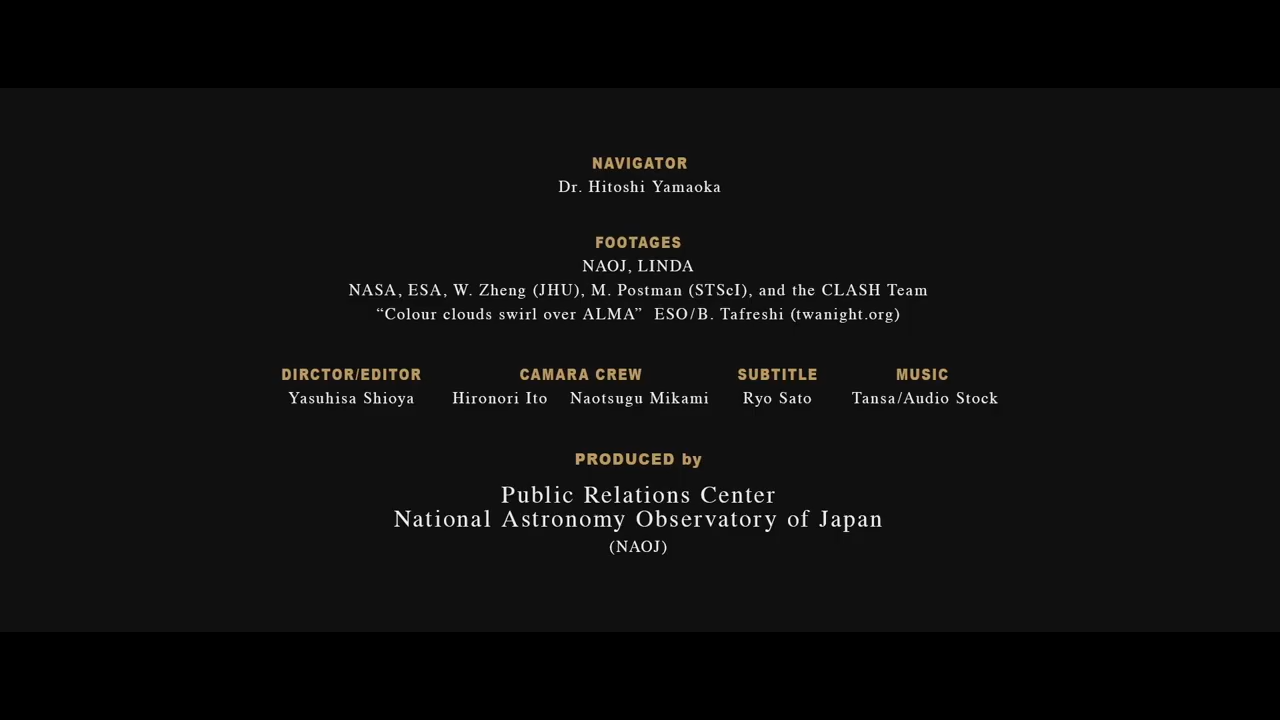 NAVIGATOR
Dr. Hitoshi Yamaoka
FOOTAGES
NAOJ, LINDA
NASA, ESA, W. Zheng (JHU), M. Postman (STScI), and the CLASH Team
“Colour clouds swirl over ALMA” ESO/B. Tafreshi (twanight.org)
DIRCTOR/EDITOR CAMARA CREW SUBTITLE MUSIC
Yasuhisa Shioya Hironori Ito Naotsugu Mikami Ryo Sato Tansa/Audio Stock
PRODUCED by
Public Relations Center
National Astronomy Observatory of Japan
(NAOJ)